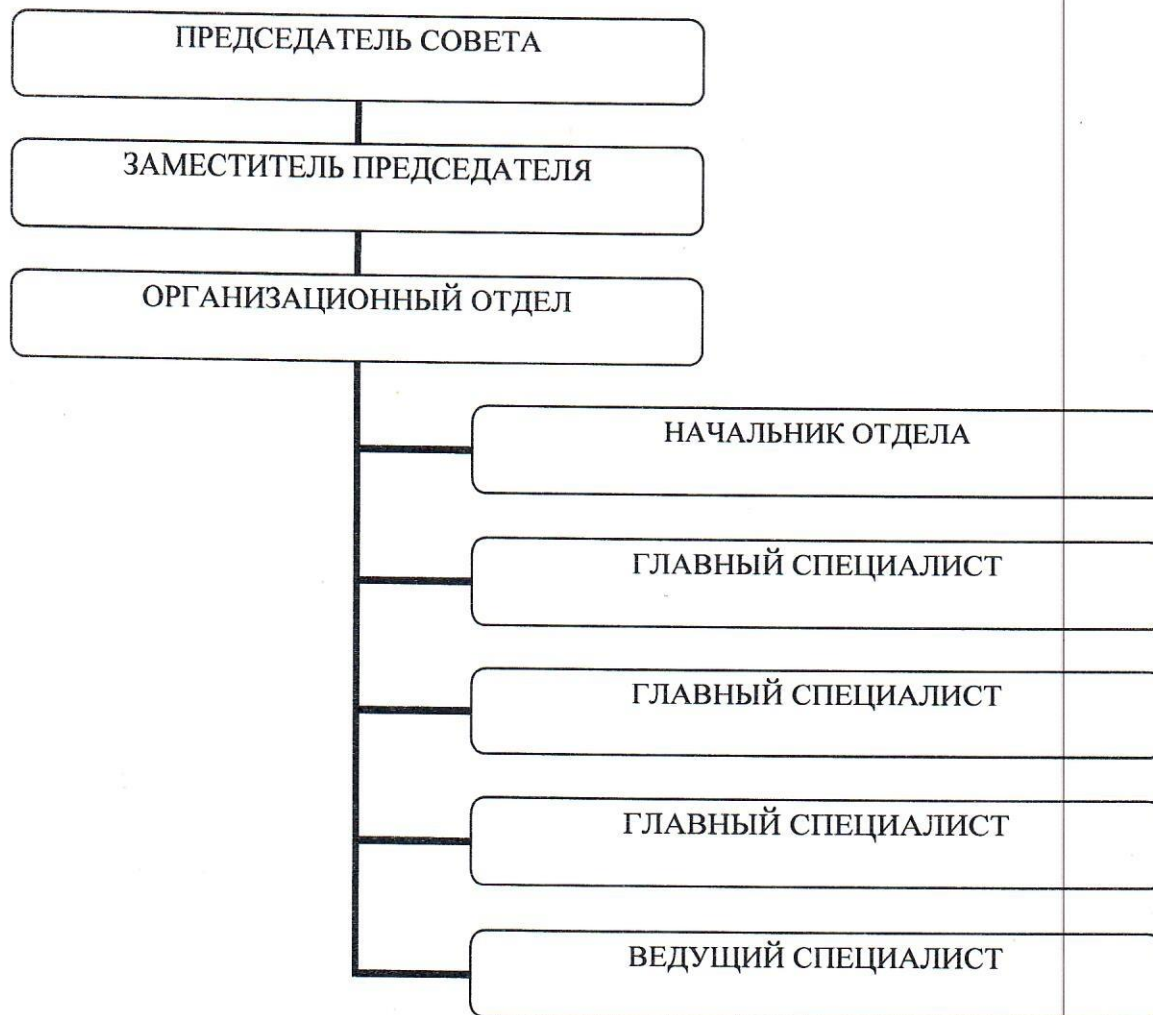 ПРЕДСЕДАТЕЛЬ СОВЕТА
ЗАМЕСТИТЕЛЬ ПРЕДСЕДАТЕЛЯ
ОРГАНИЗАЦИОННЫЙ ОТДЕЛ
НАЧАЛЬНИК ОТДЕЛА
ГЛАВНЫЙ СПЕЦИАЛИСТ
ГЛАВНЫЙ СПЕЦИАЛИСТ
ГЛАВНЫЙ СПЕЦИАЛИСТ
ВЕДУЩИЙ СПЕЦИАЛИСТ